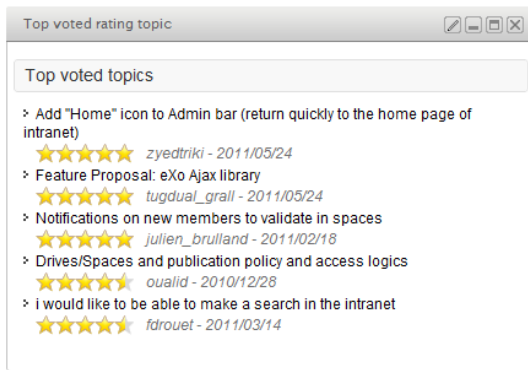 Top voted rating topic
Top voted topics
Add "Home" icon to Admin bar (return quickly to the home page of
intranet)
zyedtriki - 2011/05/24
Feature Proposal: eXo Ajax library
tugdual_grall - 2011/05/24
Notifications on new members to validate in spaces
julien_brulland - 2011/02/18
Drives/Spaces and publication policy and access logics
oualid - 2010/12/28
i would like to be able to make a search in the intranet
fdrouet - 2011/03/14